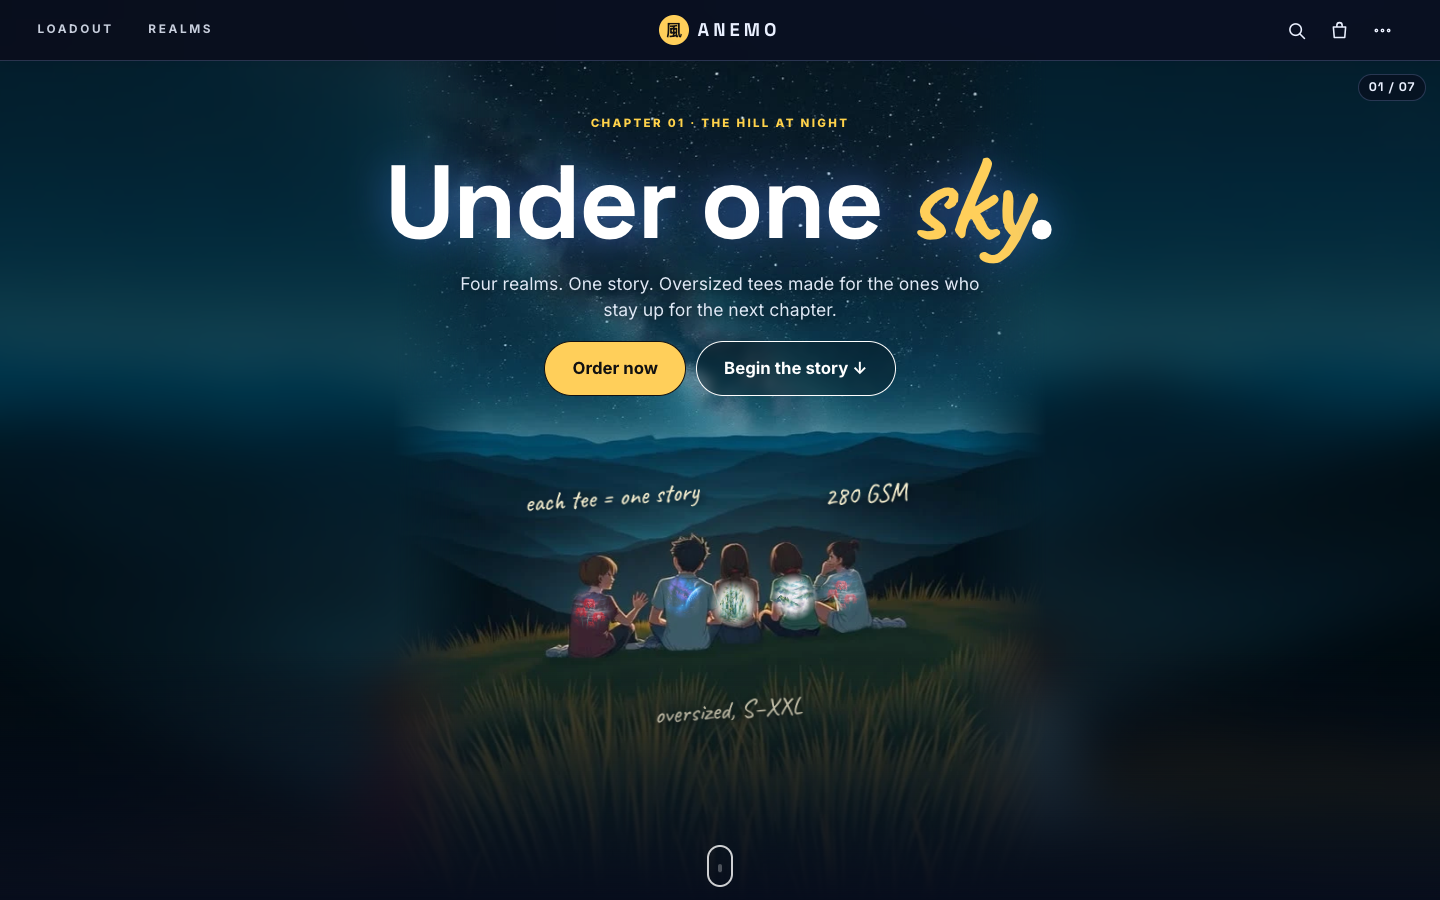 LOADOUT
REALMS
風 ANEMO
01 / 07
CHAPTER 01 · THE HILL AT NIGHT
Under one sky.
Four realms. One story. Oversized tees made for the ones who
stay up for the next chapter.
Order now
Begin the story ↓
each tee = one story
280 GSM
oversized, S–XXL